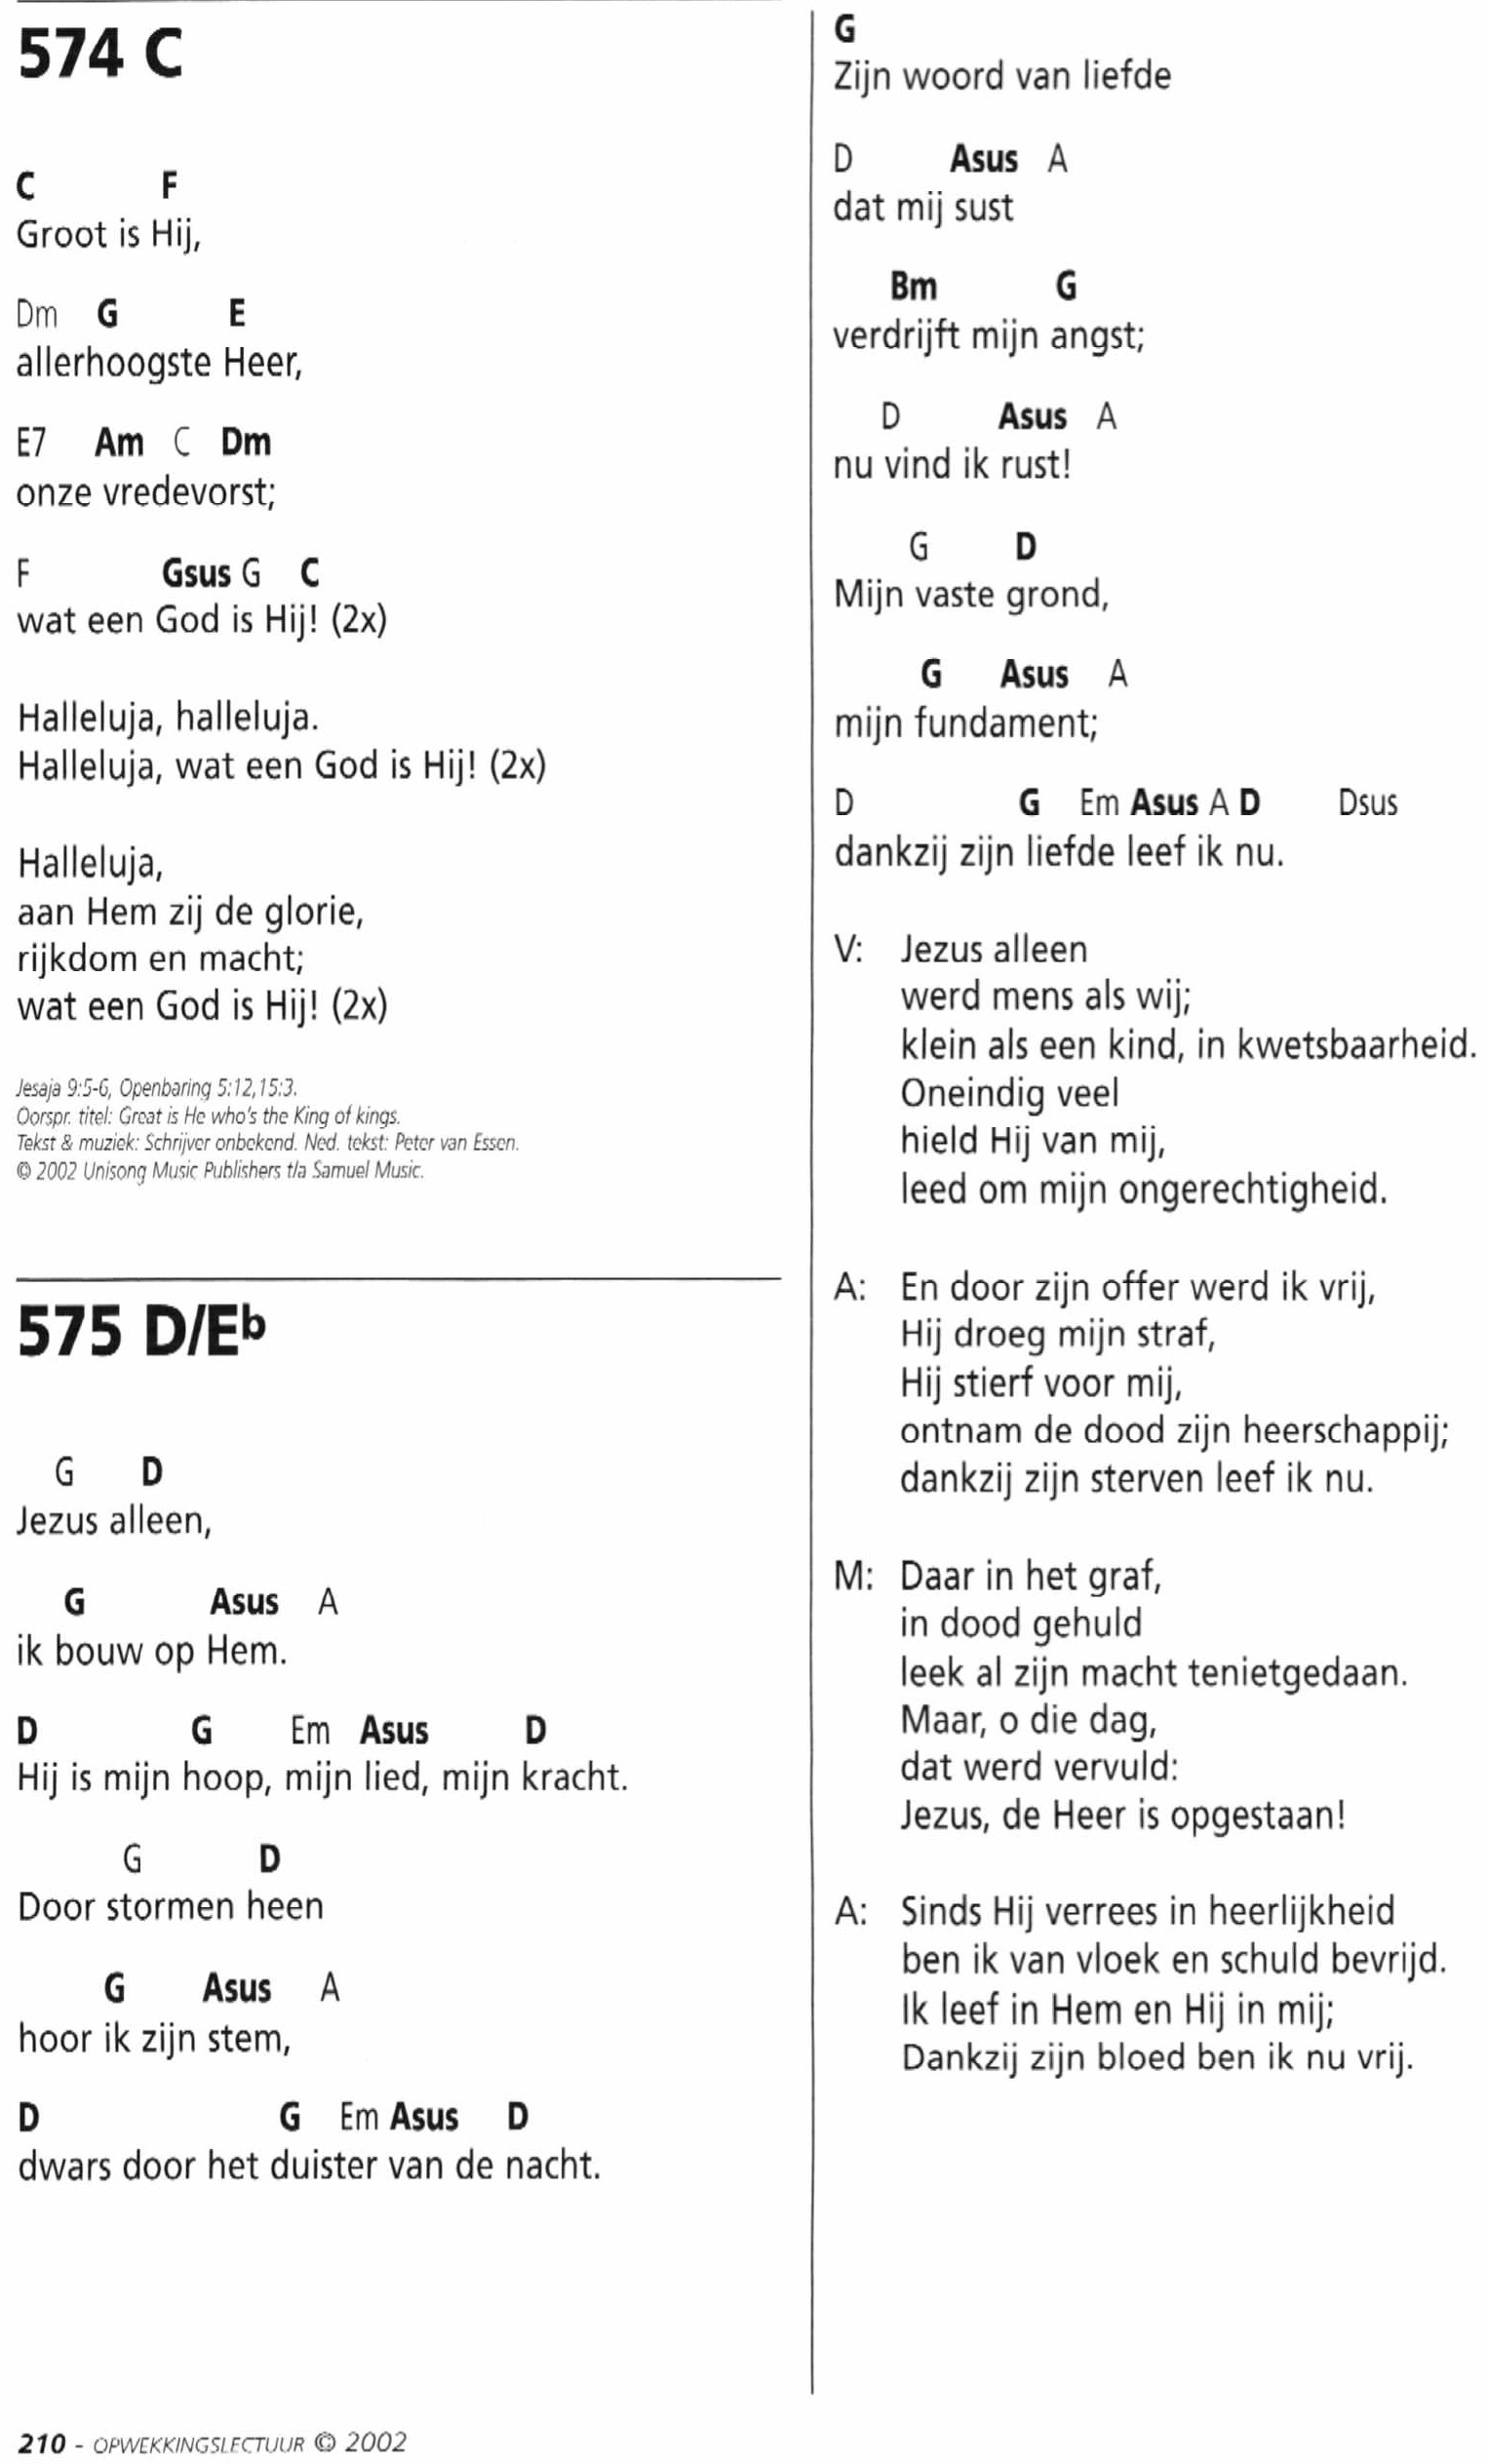 574 C
C F
Groot is Hij,
Dm G E
allerhoogste Heer,
E7 Am C Dm
onze vredevorst;
F Gsus G C
wat een God is Hij! (2x)
Halleluja, halleluja.
Halleluja, wat een God is Hij! (2x)
Halleluja,
aan Hem zij de glorie,
rijkdom en macht;
wat een God is Hij! (2x)
Jesaja 9:5-6, Openbaring 5:12,15:3.
Oorspr. titel: Great is He who's the King of kings.
Tekst & muziek: Schrijver onbekend. Ned. tekst: Peter van Essen.
© 2002 Unisong Music Publishers t/a Samuel Music.
575 D/Eb
G D
Jezus alleen,
G Asus A
ik bouw op Hem.
D G Em Asus D
Hij is mijn hoop, mijn lied, mijn kracht.
G D
Door stormen heen
G Asus A
hoor ik zijn stem,
D G Em Asus D
dwars door het duister van de nacht.
G
Zijn woord van liefde
D Asus A
dat mij sust
Bm G
verdrijft mijn angst;
D Asus A
nu vind ik rust!
G D
Mijn vaste grond,
G Asus A
mijn fundament;
D G Em Asus A D Dsus
dankzij zijn liefde leef ik nu.
V: Jezus alleen
werd mens als wij;
klein als een kind, in kwetsbaarheid.
Oneindig veel
hield Hij van mij,
leed om mijn ongerechtigheid.
A: En door zijn offer werd ik vrij,
Hij droeg mijn straf,
Hij stierf voor mij,
ontnam de dood zijn heerschappij;
dankzij zijn sterven leef ik nu.
M: Daar in het graf,
in dood gehuld
leek al zijn macht tenietgedaan.
Maar, o die dag,
dat werd vervuld:
Jezus, de Heer is opgestaan!
A: Sinds Hij verrees in heerlijkheid
ben ik van vloek en schuld bevrijd.
Ik leef in Hem en Hij in mij;
Dankzij zijn bloed ben ik nu vrij.
210 - OPWEKKINGSLECTUUR © 2002